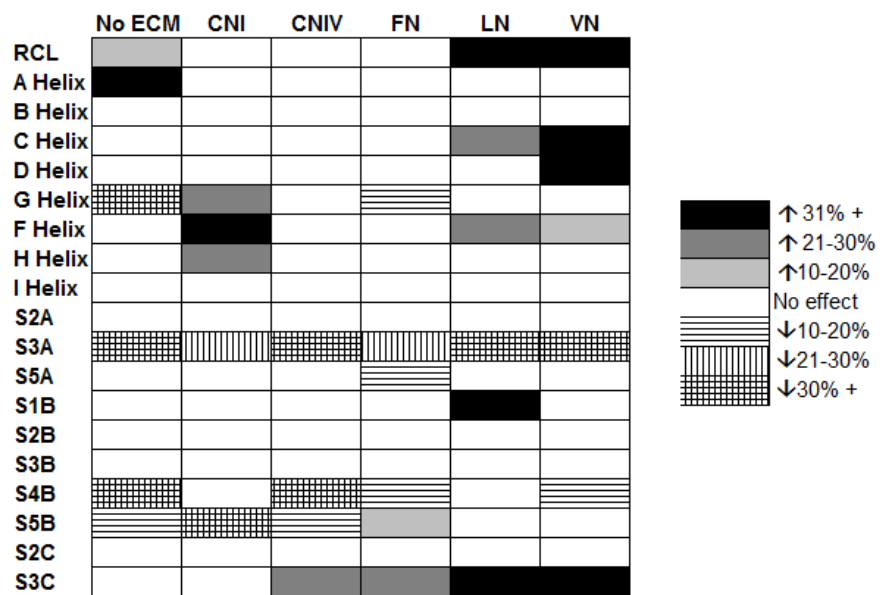 No ECM CNI CNIV FN LN VN
RCL
A Helix
B Helix
C Helix
D Helix
G Helix
F Helix
H Helix
I Helix
S2A
S3A
S5A
S1B
S2B
S3B
S4B
S5B
S2C
S3C
↑ 31% +
↑ 21-30%
↑10-20%
No effect
↓10-20%
↓21-30%
↓30% +